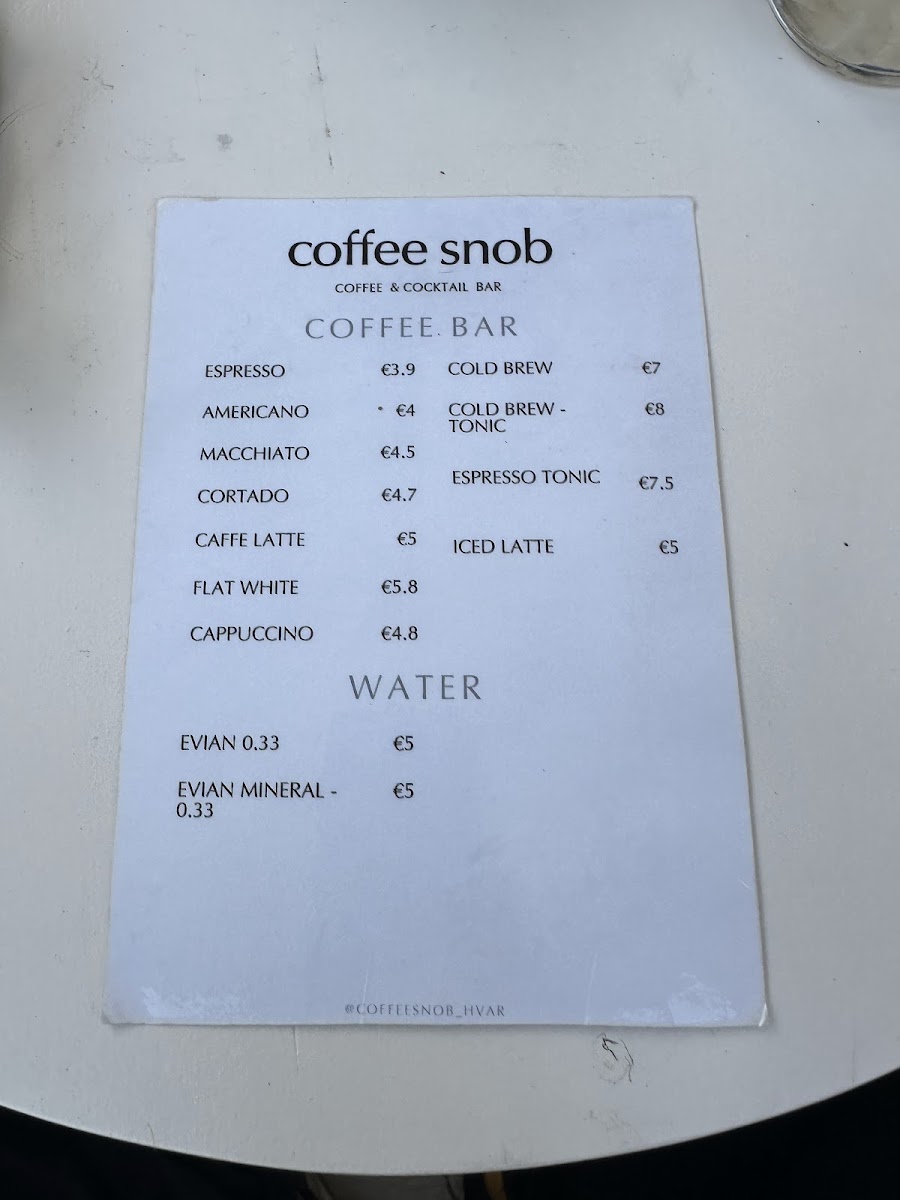 coffee snob
COFFEE & COCKTAIL BAR
COFFEE BAR
ESPRESSO €3.9
AMERICANO €4
MACCHIATO €4.5
CORTADO €4.7
CAFFE LATTE €5
FLAT WHITE €5.8
CAPPUCCINO €4.8
COLD BREW €7
COLD BREW - €8
TONIC
ESPRESSO TONIC €7.5
ICED LATTE €5
WATER
EVIAN 0.33 €5
EVIAN MINERAL - €5
0.33
@COFFEESNOB_HVAR